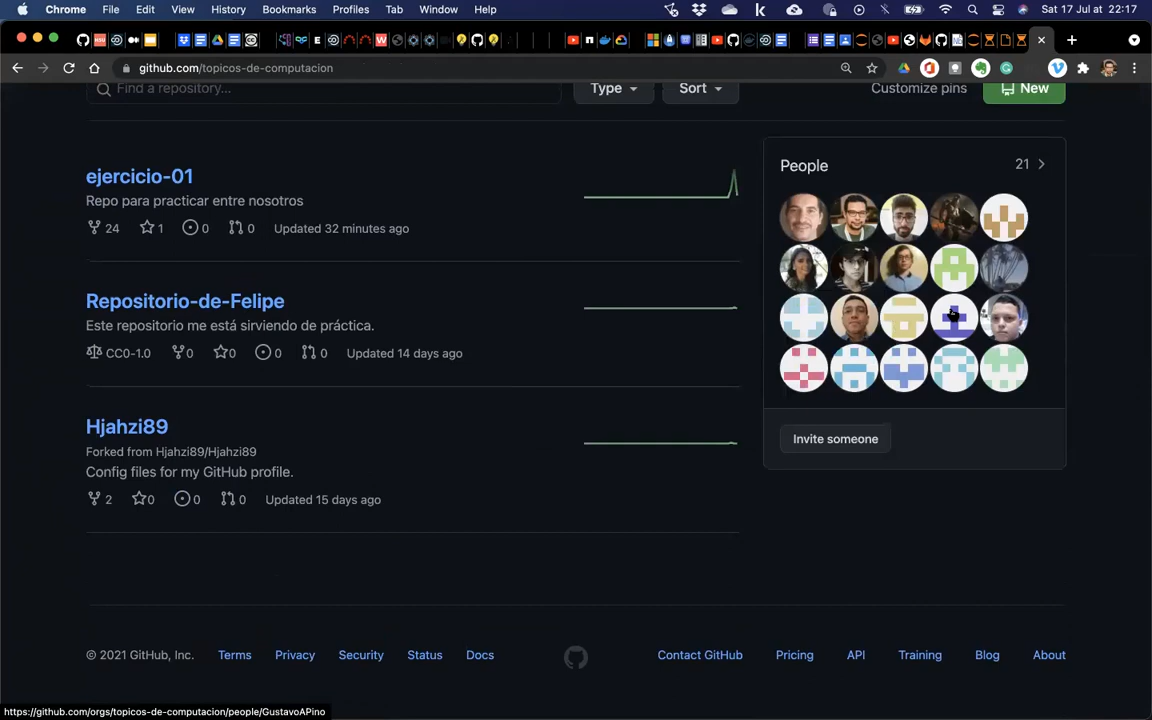 Chrome File Edit View History Bookmarks Profiles Tab Window Help Sat 17 Jul at 22:17
github.com/topicos-de-computacion
Find a repository... Type Sort Customize pins New
ejercicio-01
Repo para practicar entre nosotros
24 1 0 0 Updated 32 minutes ago
Repositorio-de-Felipe
Este repositorio me está sirviendo de práctica.
CC0-1.0 0 0 0 0 Updated 14 days ago
Hjahzi89
Forked from Hjahzi89/Hjahzi89
Config files for my GitHub profile.
2 0 0 0 Updated 15 days ago
People 21
Invite someone
© 2021 GitHub, Inc. Terms Privacy Security Status Docs Contact GitHub Pricing API Training Blog About
https://github.com/orgs/topicos-de-computacion/people/GustavoAPino